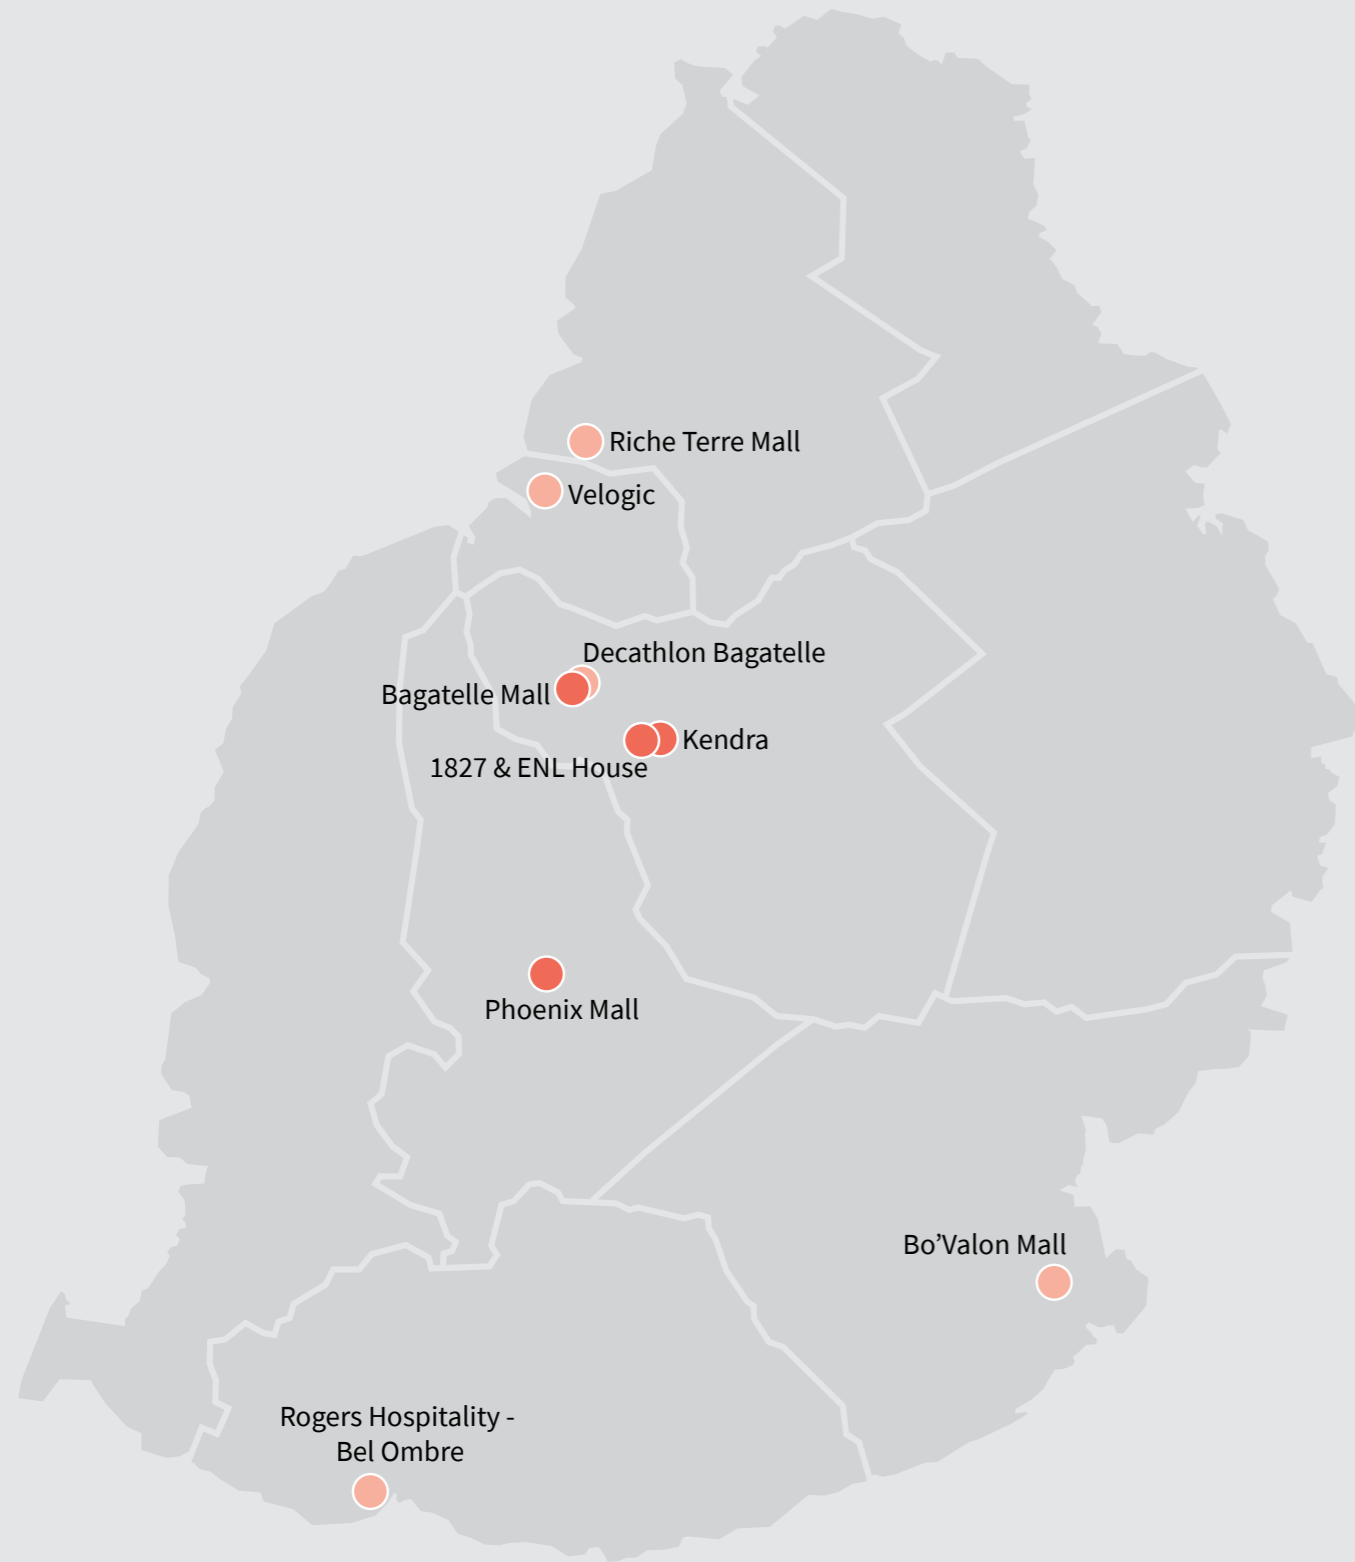 Riche Terre Mall
Velogic
Decathlon Bagatelle
Bagatelle Mall
Kendra
1827 & ENL House
Phoenix Mall
Bo’Valon Mall
Rogers Hospitality -
Bel Ombre